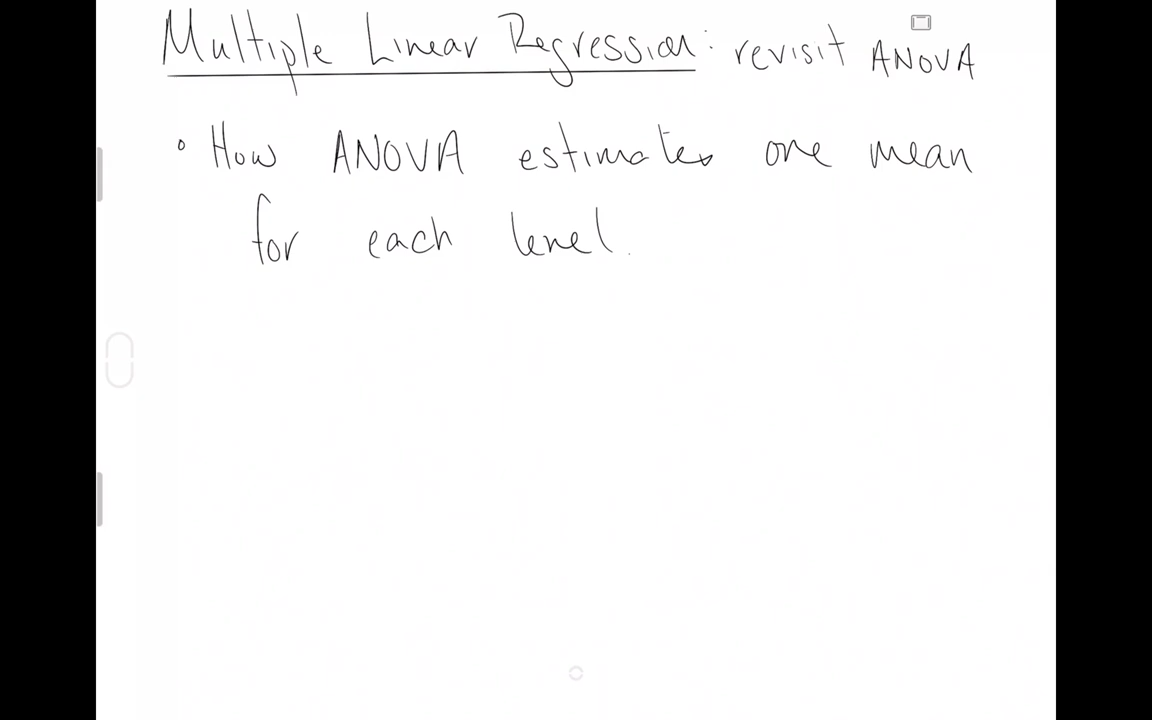 Multiple Linear Regression: revisit ANOVA
• How ANOVA estimates one mean
for each level.